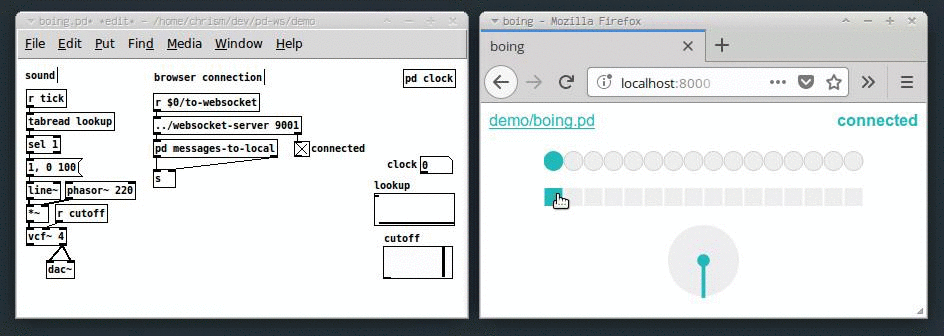 boing.pd* *edit* - /home/chrism/dev/pd-ws/demo
File Edit Put Find Media Window Help
sound
browser connection
pd clock
r tick
r $0/to-websocket
tabread lookup
../websocket-server 9001
sel 1
pd messages-to-local
connected
1, 0 100
clock 0
s
line~ phasor~ 220
lookup
*~ r cutoff
vcf~ 4
cutoff
dac~
boing - Mozilla Firefox
boing
localhost:8000
demo/boing.pd
connected